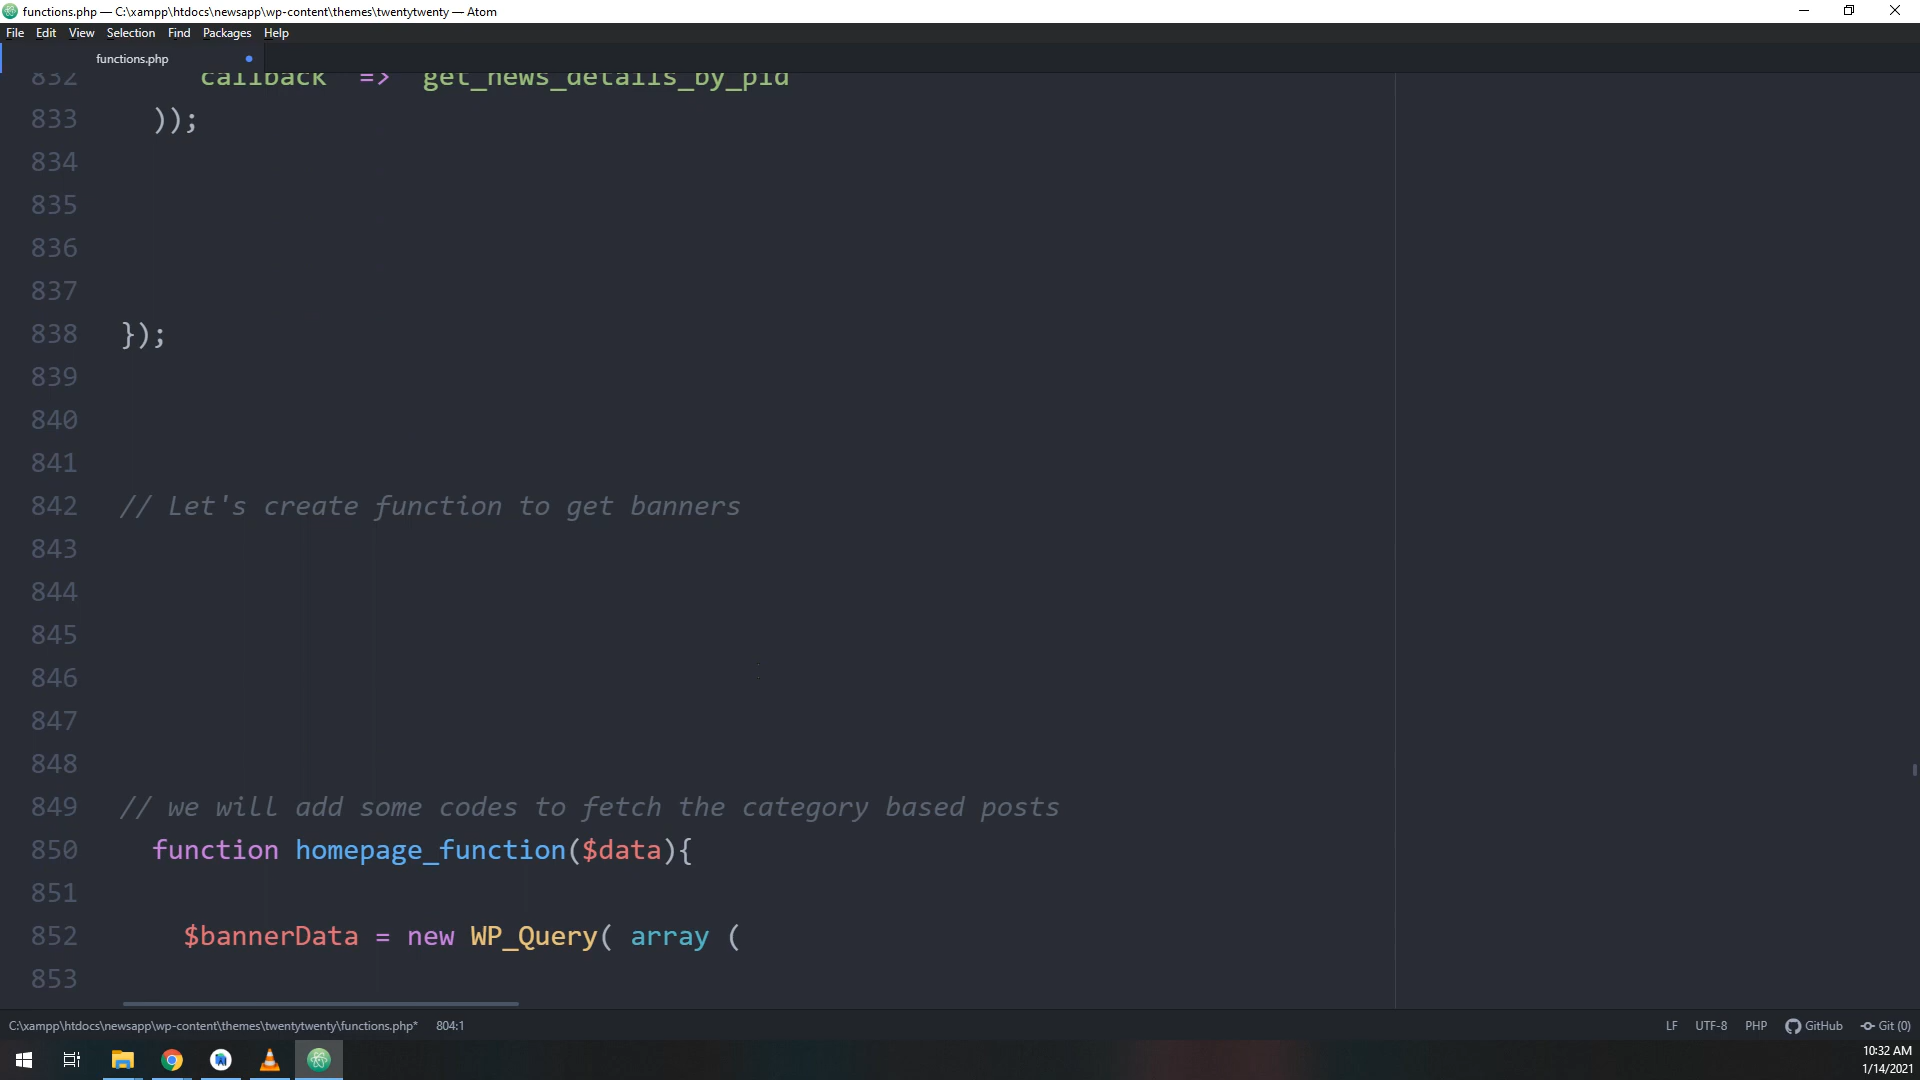 functions.php — C:\xampp\htdocs\newsapp\wp-content\themes\twentytwenty — Atom
File Edit View Selection Find Packages Help
functions.php
832 callback => get_news_details_by_pid
833 ));
834
835
836
837
838 });
839
840
841
842 // Let's create function to get banners
843
844
845
846
847
848
849 // we will add some codes to fetch the category based posts
850 function homepage_function($data){
851
852 $bannerData = new WP_Query( array (
853
C:\xampp\htdocs\newsapp\wp-content\themes\twentytwenty\functions.php* 804:1 LF UTF-8 PHP GitHub Git (0)
10:32 AM
1/14/2021